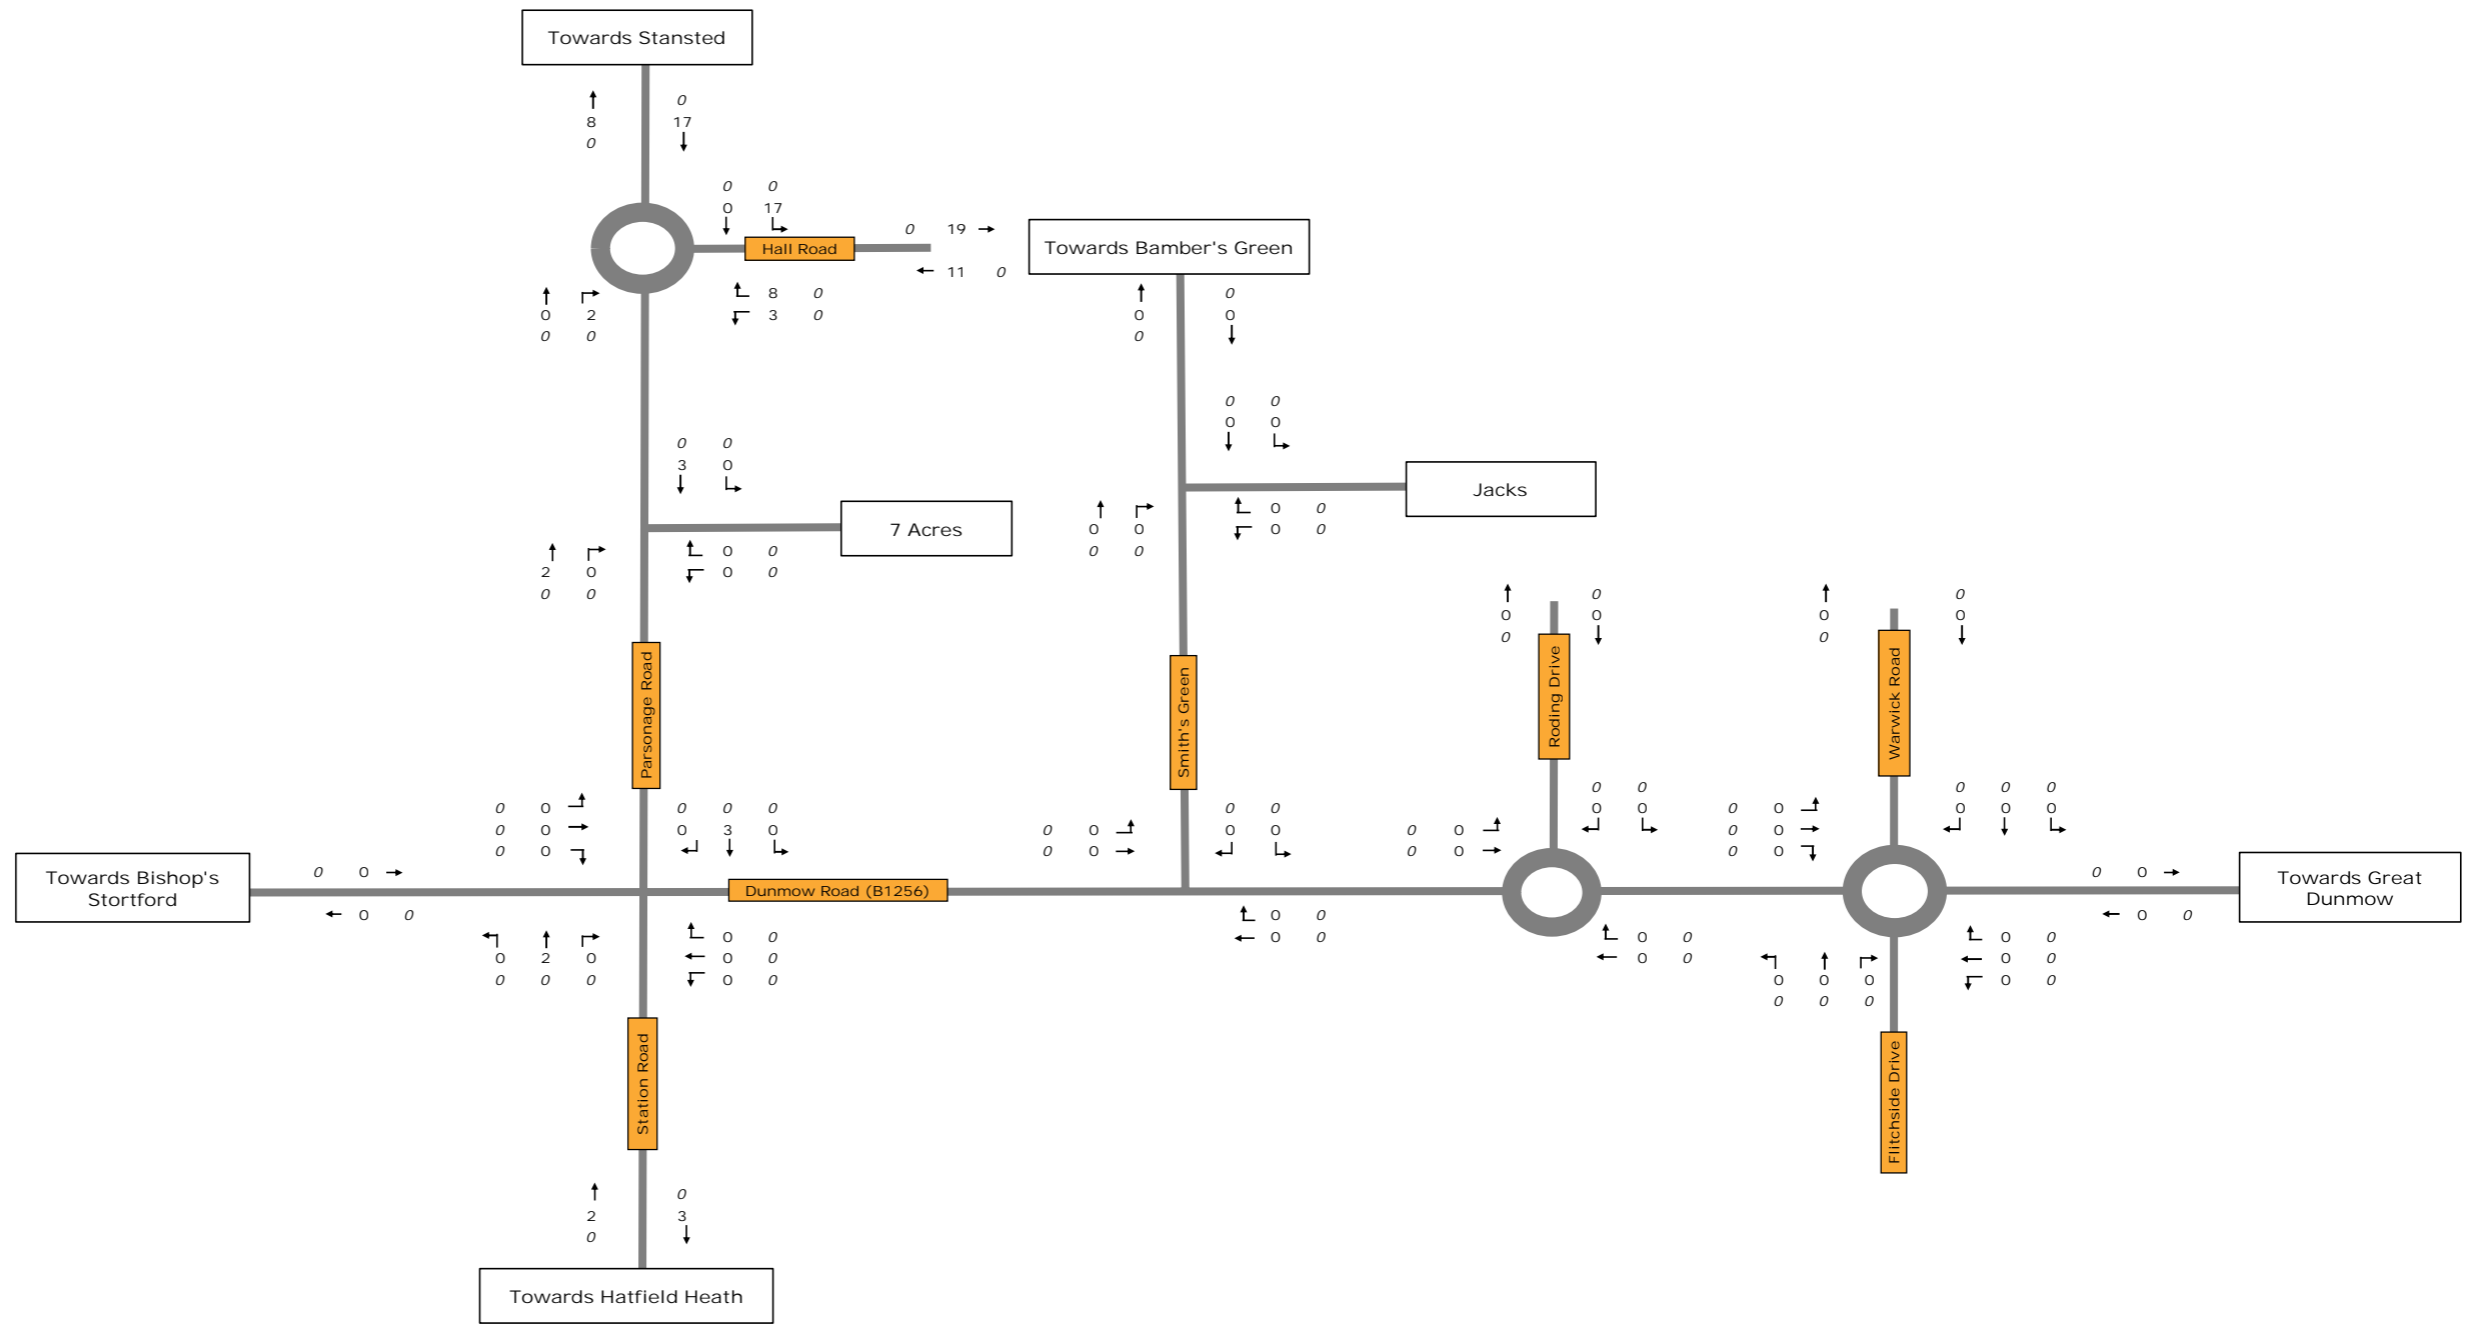 Towards Stansted
0
8 17
0
0 0
0 17
0 19
Hall Road
Towards Bamber's Green
11 0
8 0
0 2 3 0
0 0
0
0 0
0
0 0
0 0
0 0
3 0
Jacks
0 0
0 0 0 0
0 0
7 Acres
0 0
2 0 0 0
0 0
0 0
0 0
0 0
Parsonage Road
Smith's Green
Roding Drive
Warwick Road
0 0 0 0 0
0 0 0 3 0
0 0
0 0
0 0
0 0
0 0
0 0
0 0
0 0
0 0
0 0
0 0
0 0 0
0 0 0
Towards Bishop's
Stortford
0 0
0 0
Dunmow Road (B1256)
0 0
0 0
Towards Great
Dunmow
0 0
0 0
0 2 0 0 0
0 0 0 0 0
0 0
0 0
0 0
0 0
0 0 0
0 0 0
0 0
0 0
0 0
Station Road
Flitchside Drive
0
2 3
0
Towards Hatfield Heath